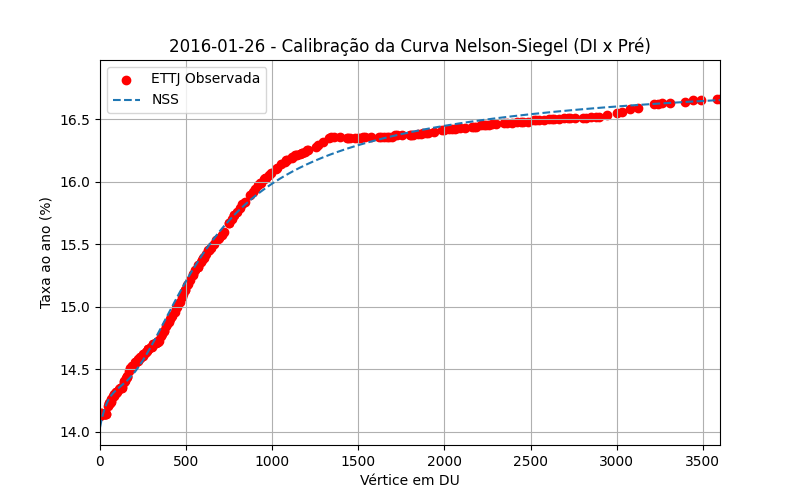 2016-01-26 - Calibração da Curva Nelson-Siegel (DI x Pré)
ETTJ Observada
NSS
Taxa ao ano (%)
16.5
16.0
15.5
15.0
14.5
14.0
0 500 1000 1500 2000 2500 3000 3500
Vértice em DU